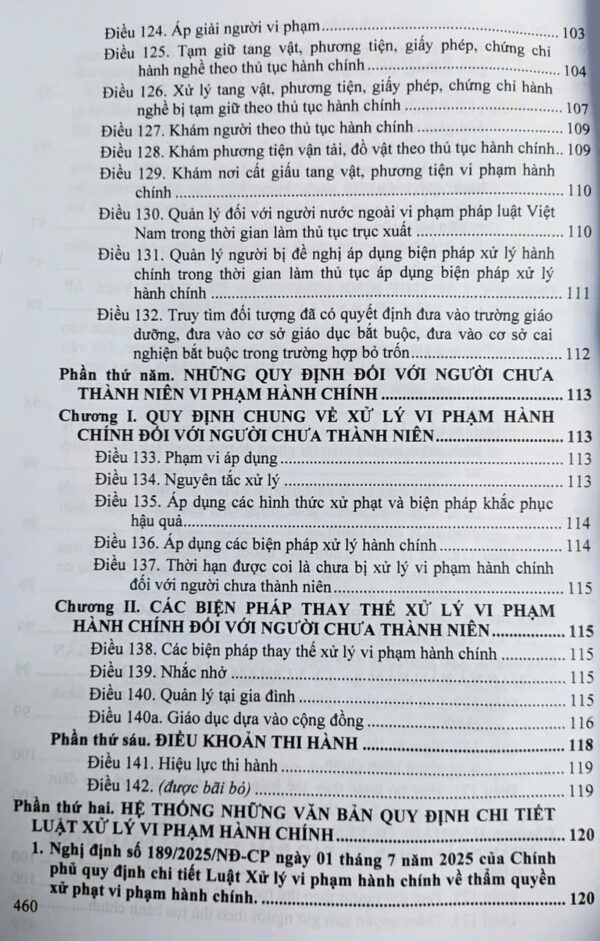 Điều 124. Áp giải người vi phạm.......................................................... 103
Điều 125. Tạm giữ tang vật, phương tiện, giấy phép, chứng chỉ
hành nghề theo thủ tục hành chính.......................................... 104
Điều 126. Xử lý tang vật, phương tiện, giấy phép, chứng chỉ hành
nghề bị tạm giữ theo thủ tục hành chính .................................. 107
Điều 127. Khám người theo thủ tục hành chính ............................ 109
Điều 128. Khám phương tiện vận tải, đồ vật theo thủ tục hành chính.. 109
Điều 129. Khám nơi cất giấu tang vật, phương tiện vi phạm hành
chính ........................................................................ 110
Điều 130. Quản lý đối với người nước ngoài vi phạm pháp luật Việt
Nam trong thời gian làm thủ tục trục xuất ............................... 110
Điều 131. Quản lý người bị đề nghị áp dụng biện pháp xử lý hành
chính trong thời gian làm thủ tục áp dụng biện pháp xử lý
hành chính ................................................................ 111
Điều 132. Truy tìm đối tượng đã có quyết định đưa vào trường giáo
dưỡng, đưa vào cơ sở giáo dục bắt buộc, đưa vào cơ sở cai
nghiện bắt buộc trong trường hợp bỏ trốn................................ 112
Phần thứ năm. NHỮNG QUY ĐỊNH ĐỐI VỚI NGƯỜI CHƯA
THÀNH NIÊN VI PHẠM HÀNH CHÍNH ............................ 113
Chương I. QUY ĐỊNH CHUNG VỀ XỬ LÝ VI PHẠM HÀNH
CHÍNH ĐỐI VỚI NGƯỜI CHƯA THÀNH NIÊN..................... 113
Điều 133. Phạm vi áp dụng ................................................ 113
Điều 134. Nguyên tắc xử lý ................................................ 113
Điều 135. Áp dụng các hình thức xử phạt và biện pháp khắc phục
hậu quả........................................................................ 114
Điều 136. Áp dụng các biện pháp xử lý hành chính ..................... 114
Điều 137. Thời hạn được coi là chưa bị xử lý vi phạm hành chính
đối với người chưa thành niên ............................................ 115
Chương II. CÁC BIỆN PHÁP THAY THẾ XỬ LÝ VI PHẠM
HÀNH CHÍNH ĐỐI VỚI NGƯỜI CHƯA THÀNH NIÊN................. 115
Điều 138. Các biện pháp thay thế xử lý vi phạm hành chính ............ 115
Điều 139. Nhắc nhở ........................................................ 115
Điều 140. Quản lý tại gia đình ............................................ 115
Điều 140a. Giáo dục dựa vào cộng đồng .................................. 116
Phần thứ sáu. ĐIỀU KHOẢN THI HÀNH .................................. 118
Điều 141. Hiệu lực thi hành ................................................ 119
Điều 142. (được bãi bỏ) .................................................... 119
Phần thứ hai. HỆ THỐNG NHỮNG VĂN BẢN QUY ĐỊNH CHI TIẾT
LUẬT XỬ LÝ VI PHẠM HÀNH CHÍNH .................................. 120
1. Nghị định số 189/2025/NĐ-CP ngày 01 tháng 7 năm 2025 của Chính
phủ quy định chi tiết Luật Xử lý vi phạm hành chính về thẩm quyền
xử phạt vi phạm hành chính. ................................................ 120
460